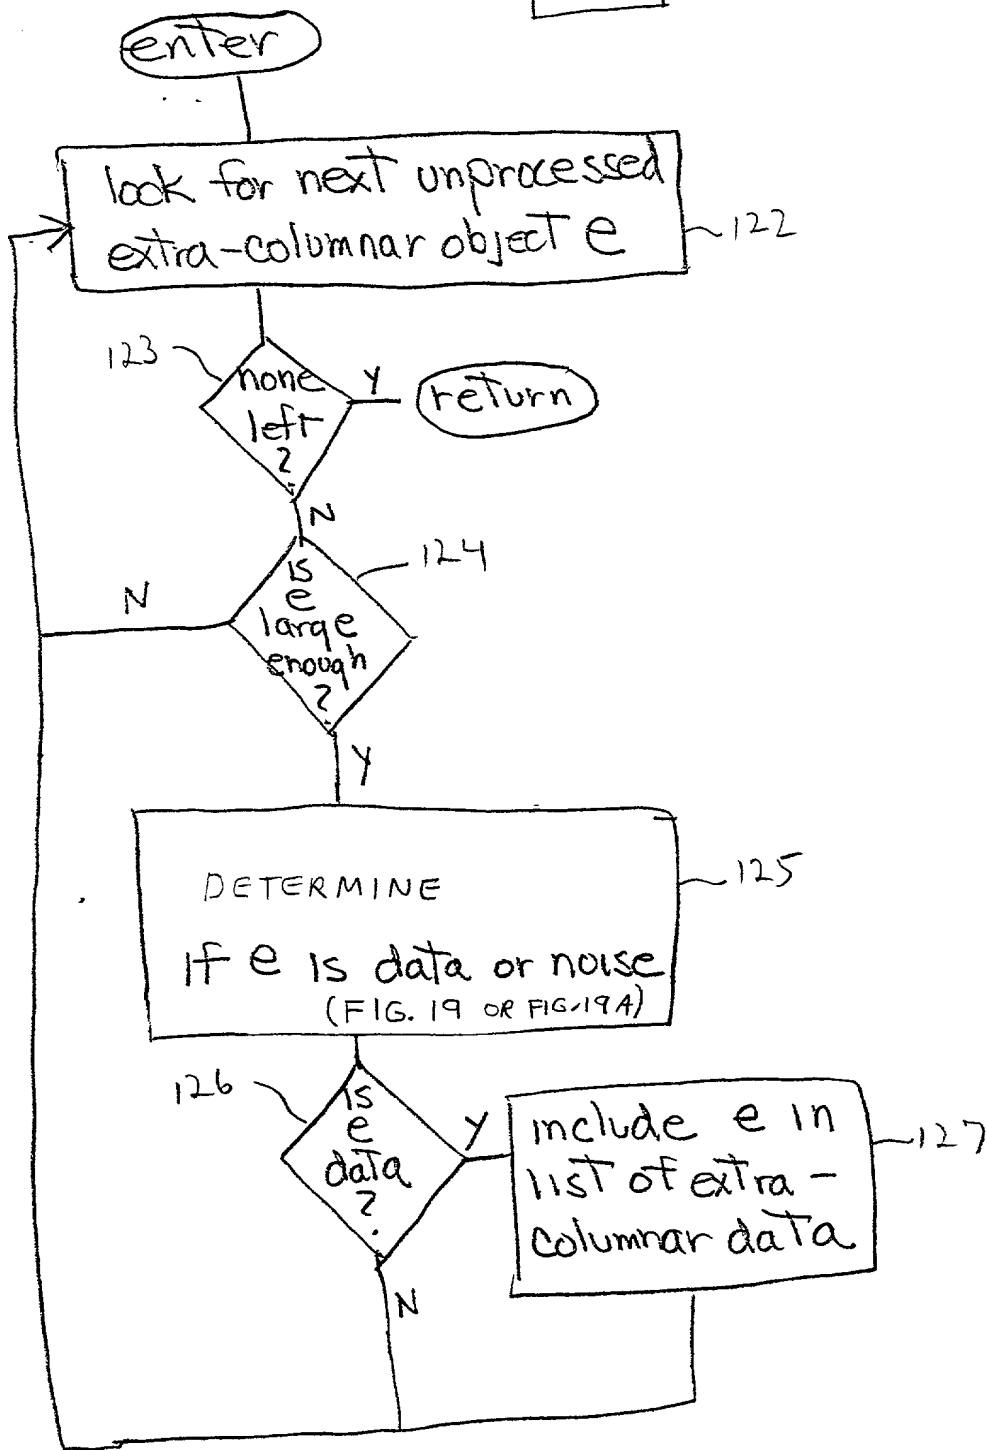 enter
look for next unprocessed
extra-columnar object e
122
123
none
left
?
Y
return
N
124
is
e
large
enough
?
N
Y
DETERMINE
if e is data or noise
(FIG. 19 OR FIG. 19A)
125
126
is
e
data
?
Y
include e in
list of extra-
columnar data
127
N